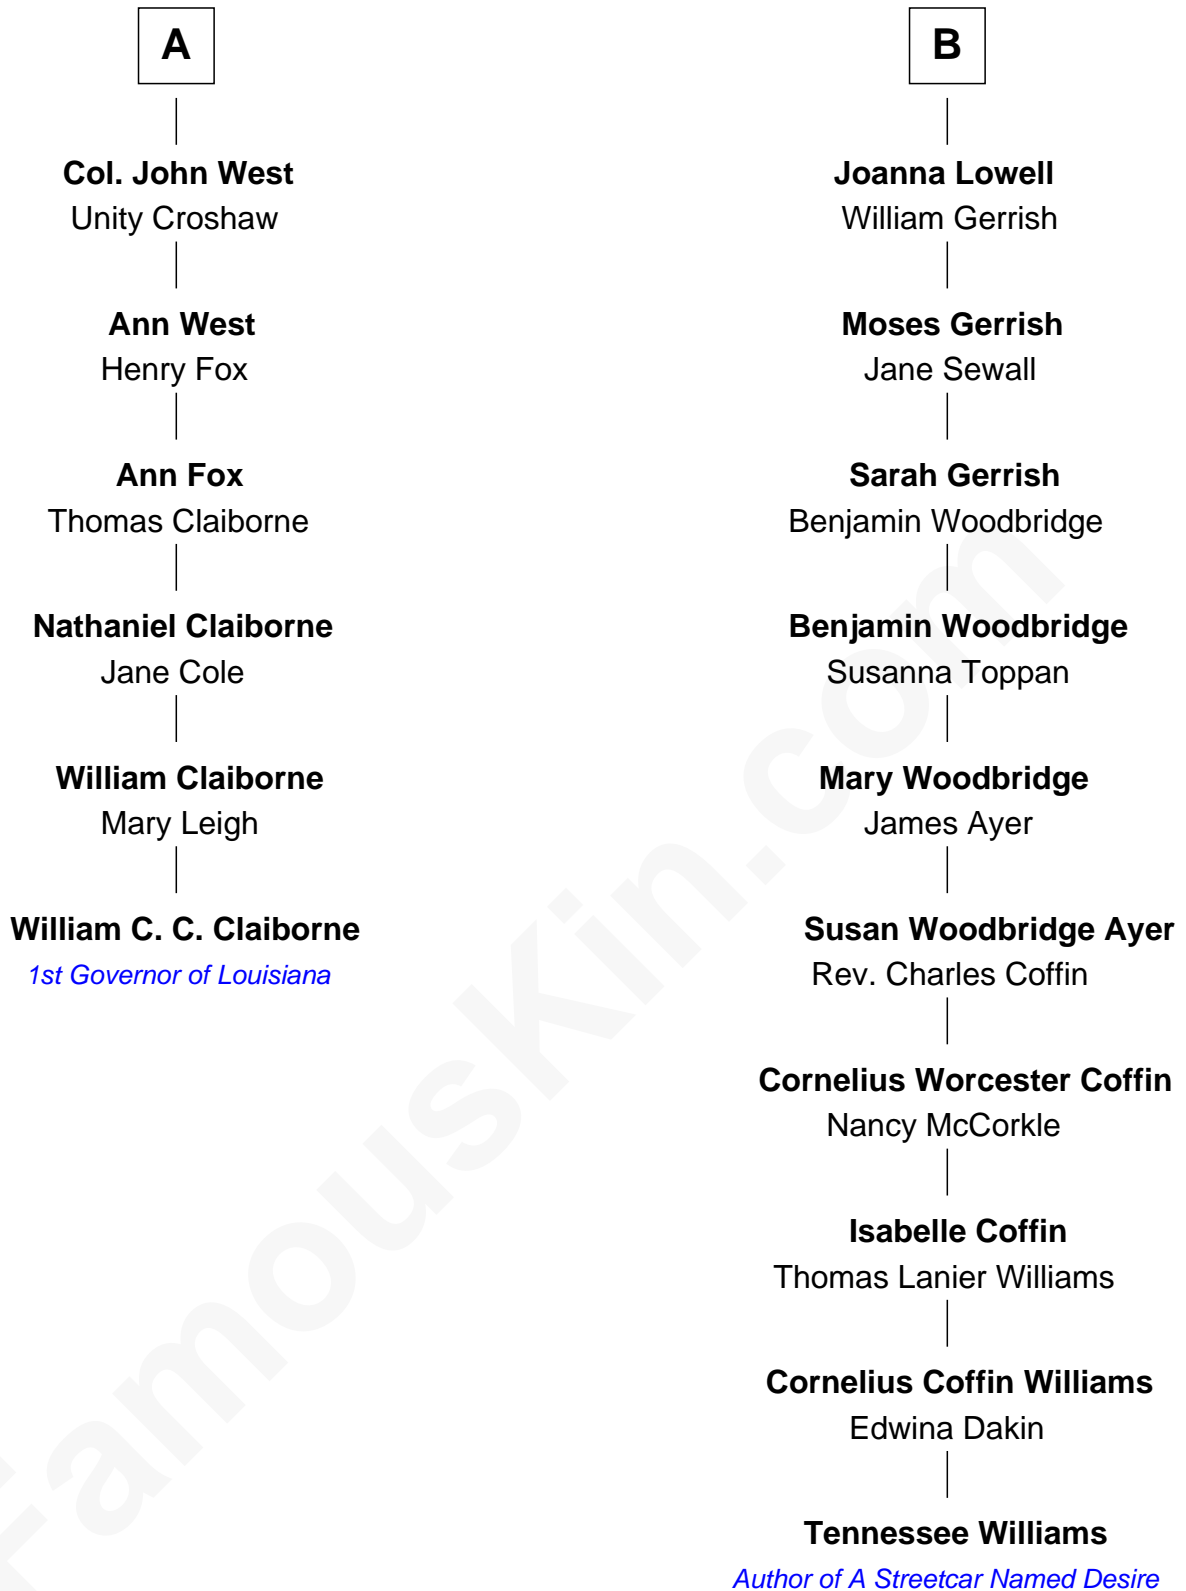 A
Col. John West
Unity Croshaw
Ann West
Henry Fox
Ann Fox
Thomas Claiborne
Nathaniel Claiborne
Jane Cole
William Claiborne
Mary Leigh
William C. C. Claiborne
1st Governor of Louisiana
B
Joanna Lowell
William Gerrish
Moses Gerrish
Jane Sewall
Sarah Gerrish
Benjamin Woodbridge
Benjamin Woodbridge
Susanna Toppan
Mary Woodbridge
James Ayer
Susan Woodbridge Ayer
Rev. Charles Coffin
Cornelius Worcester Coffin
Nancy McCorkle
Isabelle Coffin
Thomas Lanier Williams
Cornelius Coffin Williams
Edwina Dakin
Tennessee Williams
Author of A Streetcar Named Desire
FamousKin.com